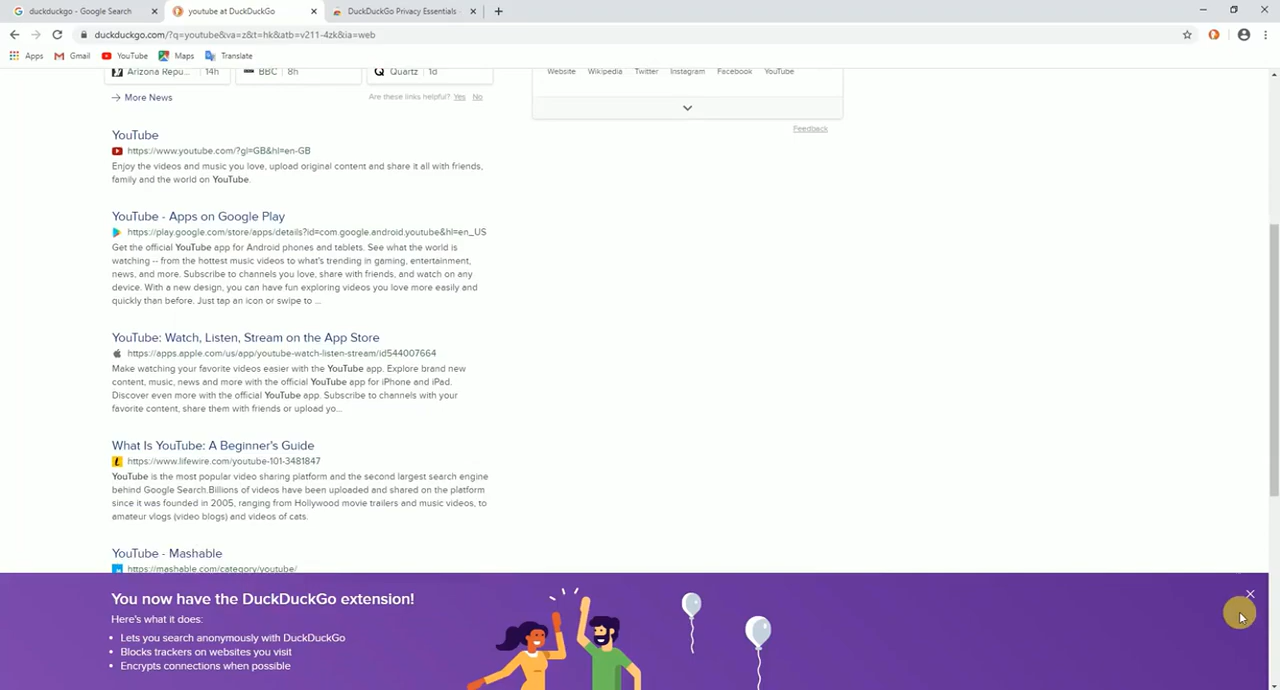 duckduckgo - Google Search
youtube at DuckDuckGo
DuckDuckGo Privacy Essentials -
duckduckgo.com/?q=youtube&va=z&t=hk&atb=v211-4zk&ia=web
Apps Gmail YouTube Maps Translate
Arizona Repu... 14h BBC 8h Quartz 1d
Website Wikipedia Twitter Instagram Facebook YouTube
More News Are these links helpful? Yes No
Feedback
YouTube
https://www.youtube.com/?gl=GB&hl=en-GB
Enjoy the videos and music you love, upload original content and share it all with friends,
family and the world on YouTube.
YouTube - Apps on Google Play
https://play.google.com/store/apps/details?id=com.google.android.youtube&hl=en_US
Get the official YouTube app for Android phones and tablets. See what the world is
watching -- from the hottest music videos to what's trending in gaming, entertainment,
news, and more. Subscribe to channels you love, share with friends, and watch on any
device. With a new design, you can have fun exploring videos you love more easily and
quickly than before. Just tap an icon or swipe to ...
YouTube: Watch, Listen, Stream on the App Store
https://apps.apple.com/us/app/youtube-watch-listen-stream/id544007664
Make watching your favorite videos easier with the YouTube app. Explore brand new
content, music, news and more with the official YouTube app for iPhone and iPad.
Discover even more with the official YouTube app. Subscribe to channels with your
favorite content, share them with friends or upload yo...
What Is YouTube: A Beginner's Guide
https://www.lifewire.com/youtube-101-3481847
YouTube is the most popular video sharing platform and the second largest search engine
behind Google Search.Billions of videos have been uploaded and shared on the platform
since it was founded in 2005, ranging from Hollywood movie trailers and music videos, to
amateur vlogs (video blogs) and videos of cats.
YouTube - Mashable
https://mashable.com/category/youtube/
You now have the DuckDuckGo extension!
Here's what it does:
• Lets you search anonymously with DuckDuckGo
• Blocks trackers on websites you visit
• Encrypts connections when possible